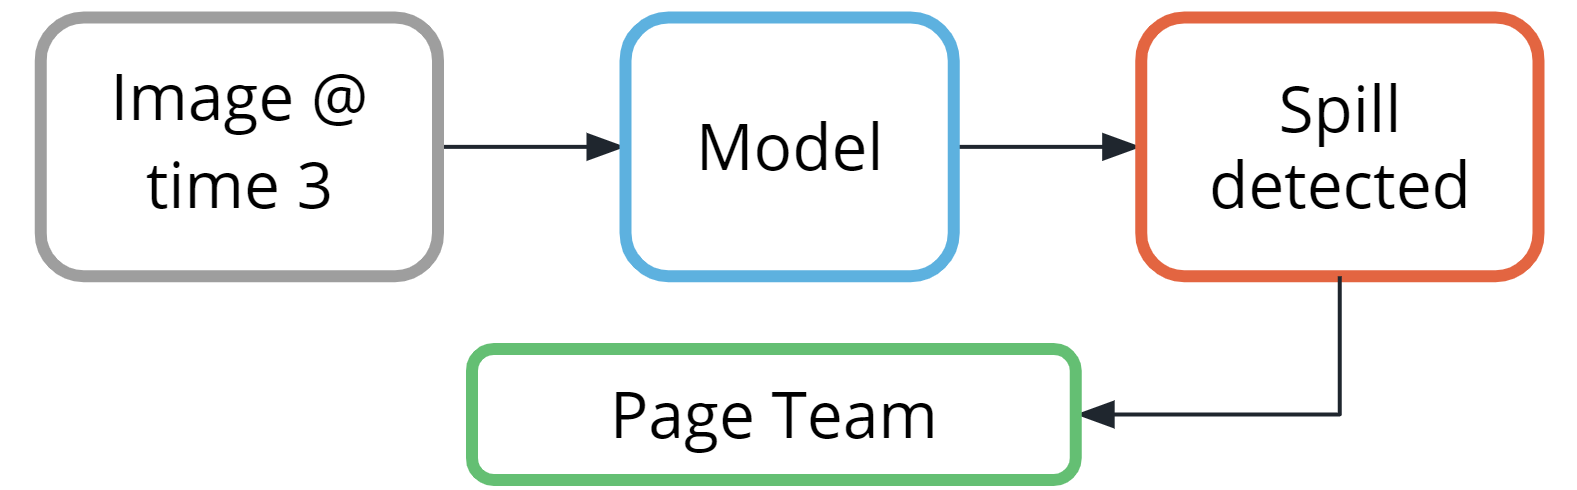 Image @
time 3
Model
Spill
detected
Page Team